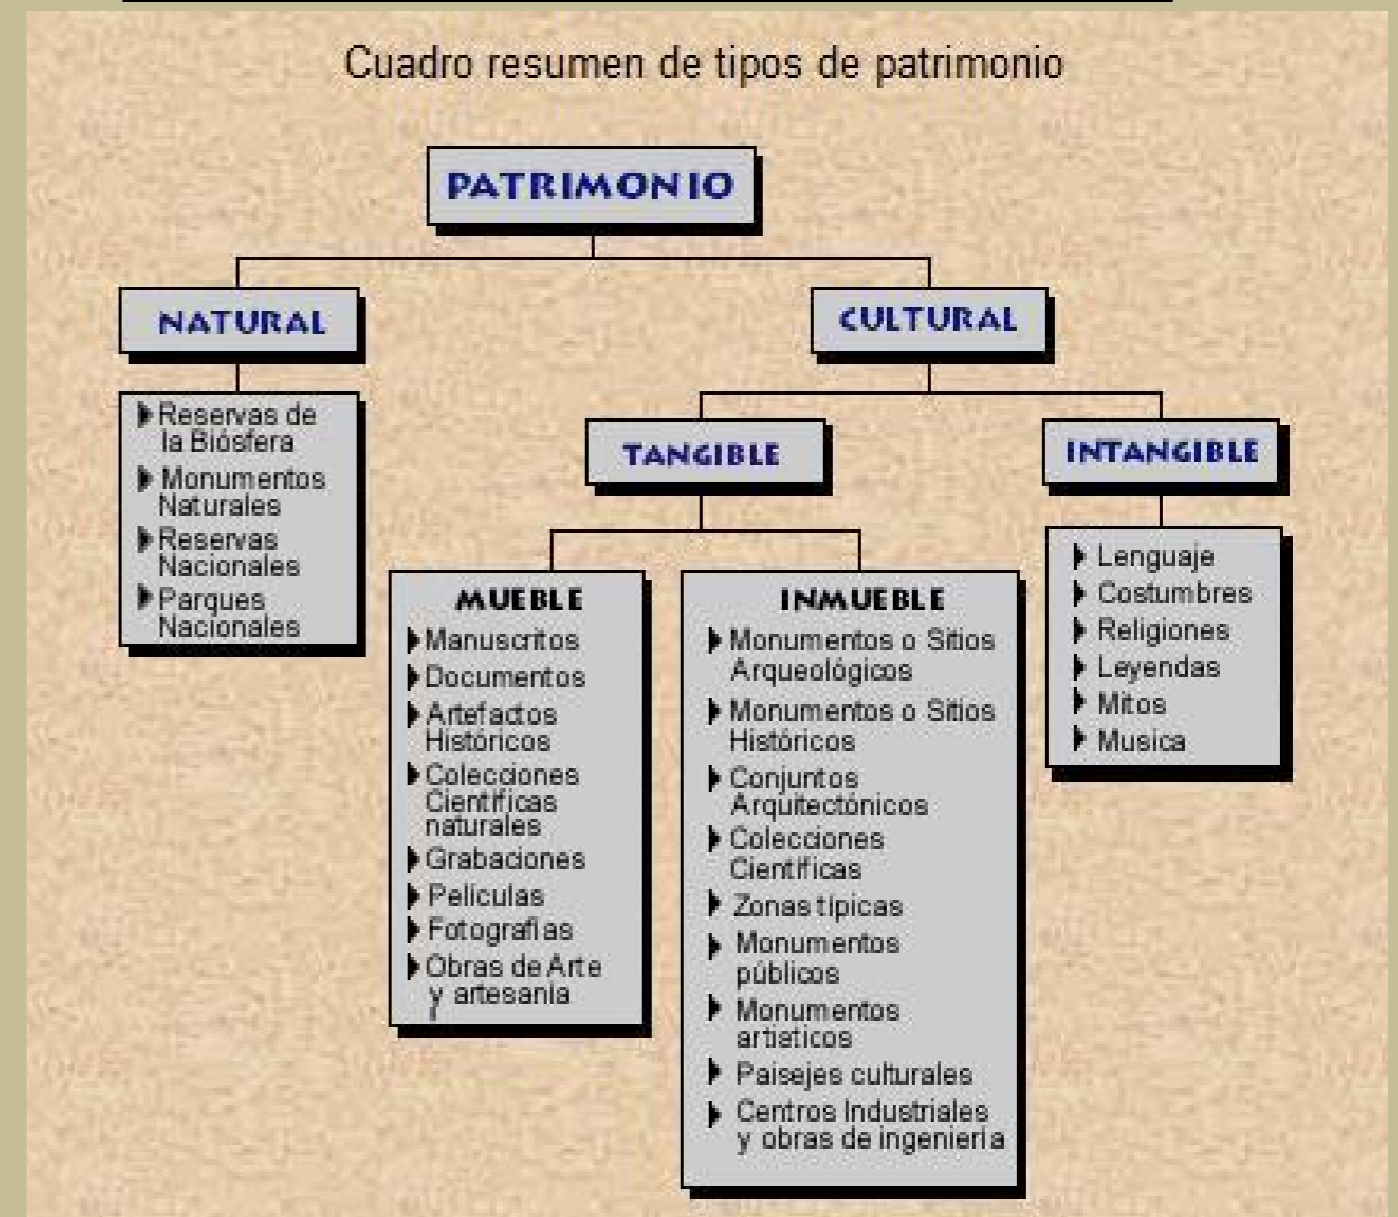 Cuadro resumen de tipos de patrimonio
PATRIMONIO
NATURAL
Reservas de
la Biósfera
Monumentos
Naturales
Reservas
Nacionales
Parques
Nacionales
CULTURAL
TANGIBLE
MUEBLE
Manuscritos
Documentos
Artefactos
Históricos
Colecciones
Científicas
naturales
Grabaciones
Películas
Fotografías
Obras de Arte
y artesanía
INMUEBLE
Monumentos o Sitios
Arqueológicos
Monumentos o Sitios
Históricos
Conjuntos
Arquitectónicos
Colecciones
Científicas
Zonas típicas
Monumentos
públicos
Monumentos
artisticos
Paisejes culturales
Centros Industriales
y obras de ingeniería
INTANGIBLE
Lenguaje
Costumbres
Religiones
Leyendas
Mitos
Musica